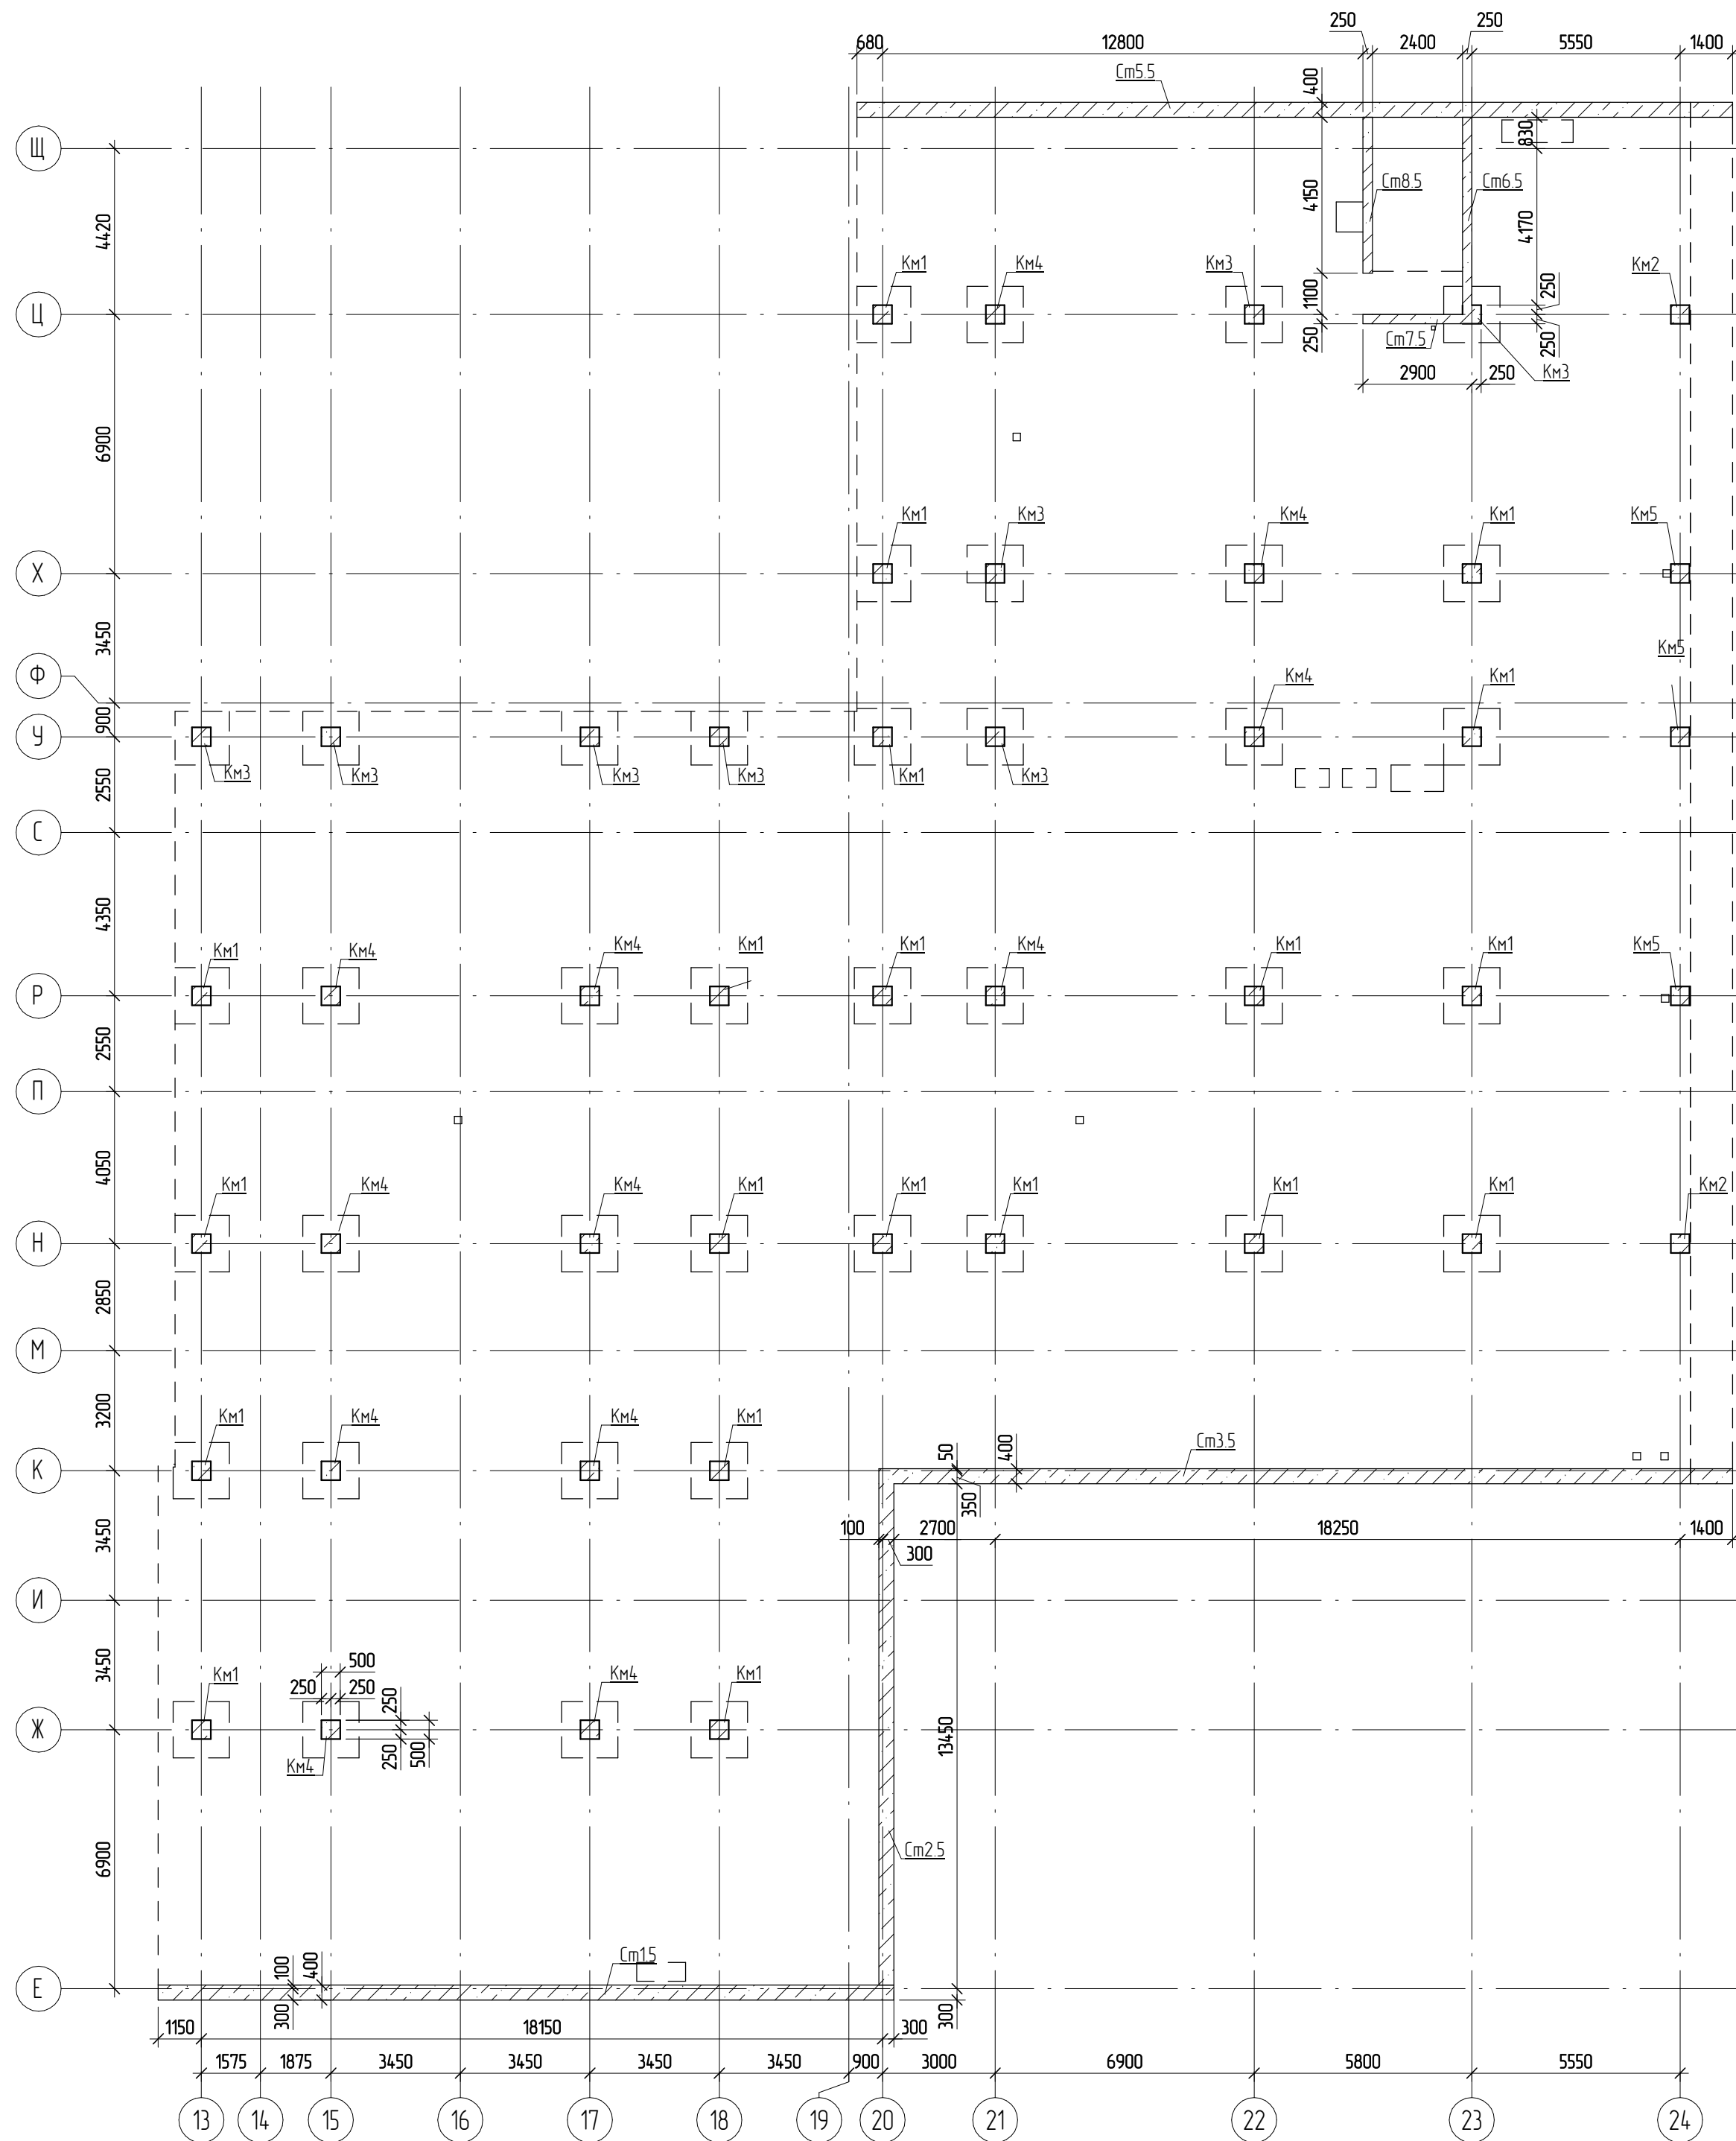 250 250
680 12800 2400 5550 1400
Ст5.5
400
830
Щ
4150
Ст8.5 Ст6.5
4420
4170
Км1 Км4 Км3 Км2
1100
250
Ц
250
Ст7.5
250
2900 250
Км3
6900
Км1 Км3 Км4 Км1 Км5
Х
3450
Км5
Ф
Км4 Км1
900
У
Км3 Км3 Км3 Км3 Км1 Км3
2550
С
4350
Км1 Км4 Км4 Км1 Км1 Км4 Км1 Км1 Км5
Р
2550
П
4050
Км1 Км4 Км4 Км1 Км1 Км1 Км1 Км1 Км2
Н
2850
М
3200
Км1 Км4 Км4 Км1
50 400 Ст3.5
К
350
3450
100 2700 18250 1400
300
И
3450
Км1 500 Км4 Км1
250 250
250
Ж
250 500
Км4
13450
6900
Ст2.5
Ст1.5
100 400
Е
300
300
1150 18150 300
1575 1875 3450 3450 3450 3450 900 3000 6900 5800 5550
13 14 15 16 17 18 19 20 21 22 23 24